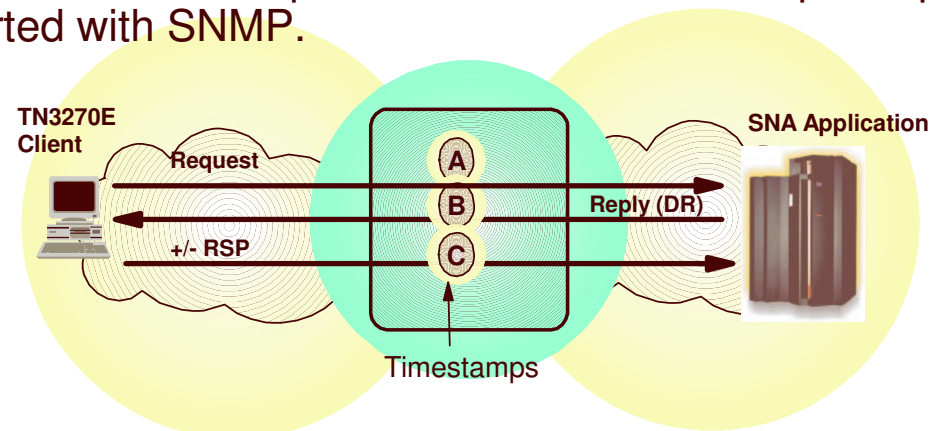 rted with SNMP.
TN3270E
Client
SNA Application
Request
A
B
Reply (DR)
+/- RSP
C
Timestamps